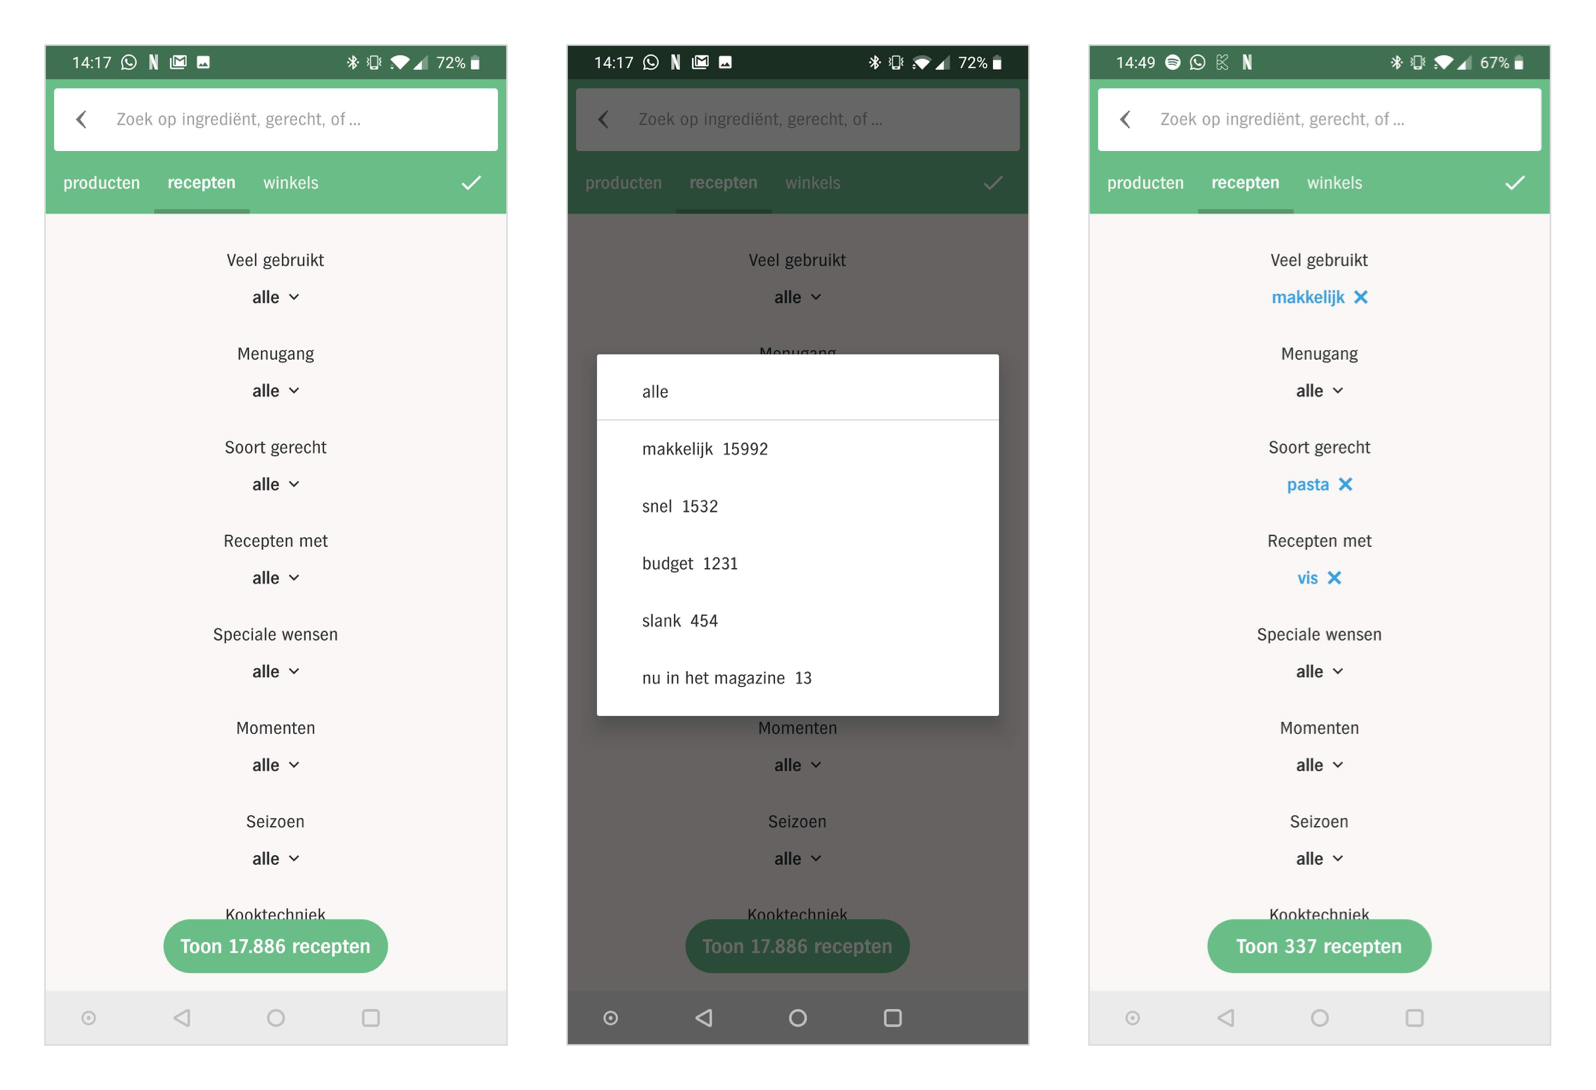 14:17
72%
Zoek op ingrediënt, gerecht, of ...
producten recepten winkels
Veel gebruikt
alle
Menugang
alle
Soort gerecht
alle
Recepten met
alle
Speciale wensen
alle
Momenten
alle
Seizoen
alle
Kooktechniek
Toon 17.886 recepten
14:17
72%
Zoek op ingrediënt, gerecht, of ...
producten recepten winkels
Veel gebruikt
alle
Menugang
alle
makkelijk 15992
snel 1532
budget 1231
slank 454
nu in het magazine 13
Momenten
alle
Seizoen
alle
Kooktechniek
Toon 17.886 recepten
14:49
67%
Zoek op ingrediënt, gerecht, of ...
producten recepten winkels
Veel gebruikt
makkelijk
Menugang
alle
Soort gerecht
pasta
Recepten met
vis
Speciale wensen
alle
Momenten
alle
Seizoen
alle
Kooktechniek
Toon 337 recepten